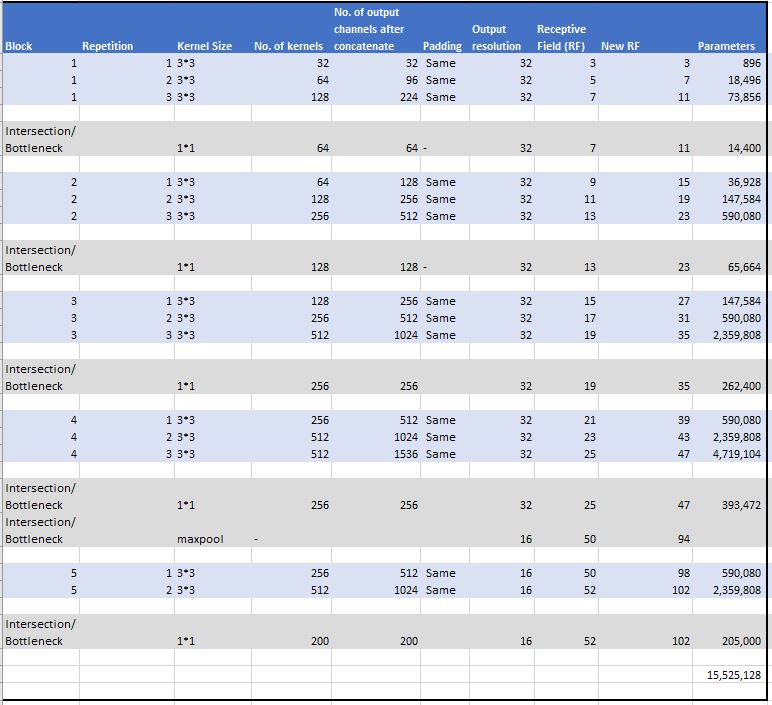 No. of output
channels after Output Receptive
Block Repetition Kernel Size No. of kernels concatenate Padding resolution Field (RF) New RF Parameters
1 1 3*3 32 32 Same 32 3 3 896
1 2 3*3 64 96 Same 32 5 7 18,496
1 3 3*3 128 224 Same 32 7 11 73,856
Intersection/
Bottleneck 1*1 64 64 - 32 7 11 14,400
2 1 3*3 64 128 Same 32 9 15 36,928
2 2 3*3 128 256 Same 32 11 19 147,584
2 3 3*3 256 512 Same 32 13 23 590,080
Intersection/
Bottleneck 1*1 128 128 - 32 13 23 65,664
3 1 3*3 128 256 Same 32 15 27 147,584
3 2 3*3 256 512 Same 32 17 31 590,080
3 3 3*3 512 1024 Same 32 19 35 2,359,808
Intersection/
Bottleneck 1*1 256 256 32 19 35 262,400
4 1 3*3 256 512 Same 32 21 39 590,080
4 2 3*3 512 1024 Same 32 23 43 2,359,808
4 3 3*3 512 1536 Same 32 25 47 4,719,104
Intersection/
Bottleneck 1*1 256 256 32 25 47 393,472
Intersection/
Bottleneck maxpool - 16 50 94
5 1 3*3 256 512 Same 16 50 98 590,080
5 2 3*3 512 1024 Same 16 52 102 2,359,808
Intersection/
Bottleneck 1*1 200 200 16 52 102 205,000
15,525,128